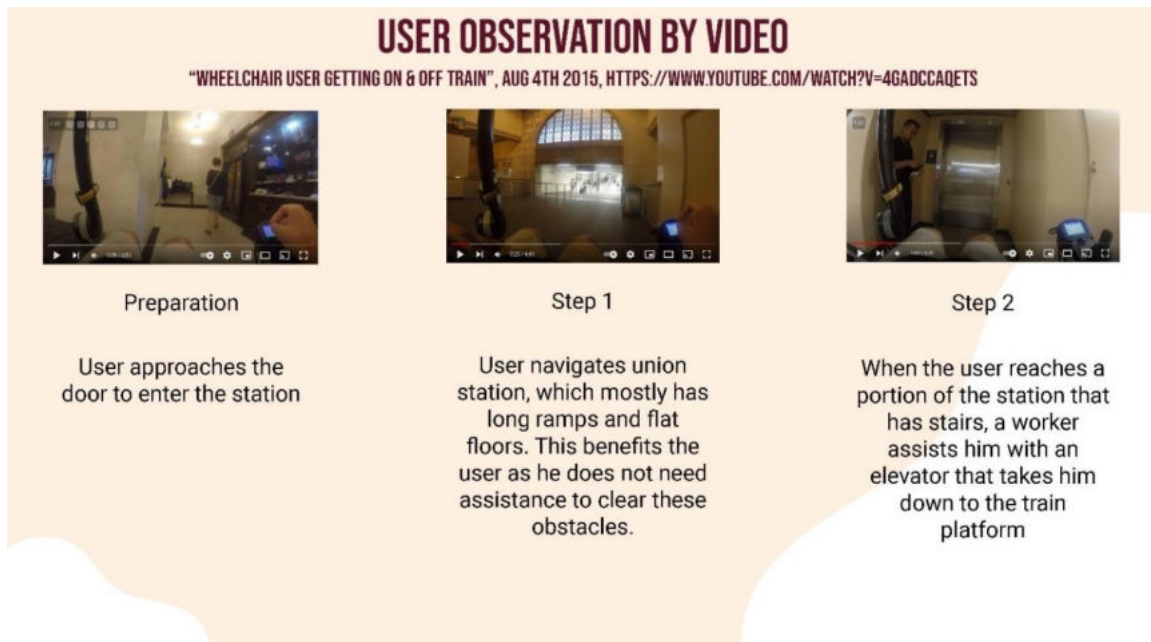 USER OBSERVATION BY VIDEO
“WHEELCHAIR USER GETTING ON & OFF TRAIN”, AUG 4TH 2015, HTTPS://WWW.YOUTUBE.COM/WATCH?V=4GADCCAQETS
Preparation
User approaches the
door to enter the station
Step 1
User navigates union
station, which mostly has
long ramps and flat
floors. This benefits the
user as he does not need
assistance to clear these
obstacles.
Step 2
When the user reaches a
portion of the station that
has stairs, a worker
assists him with an
elevator that takes him
down to the train
platform